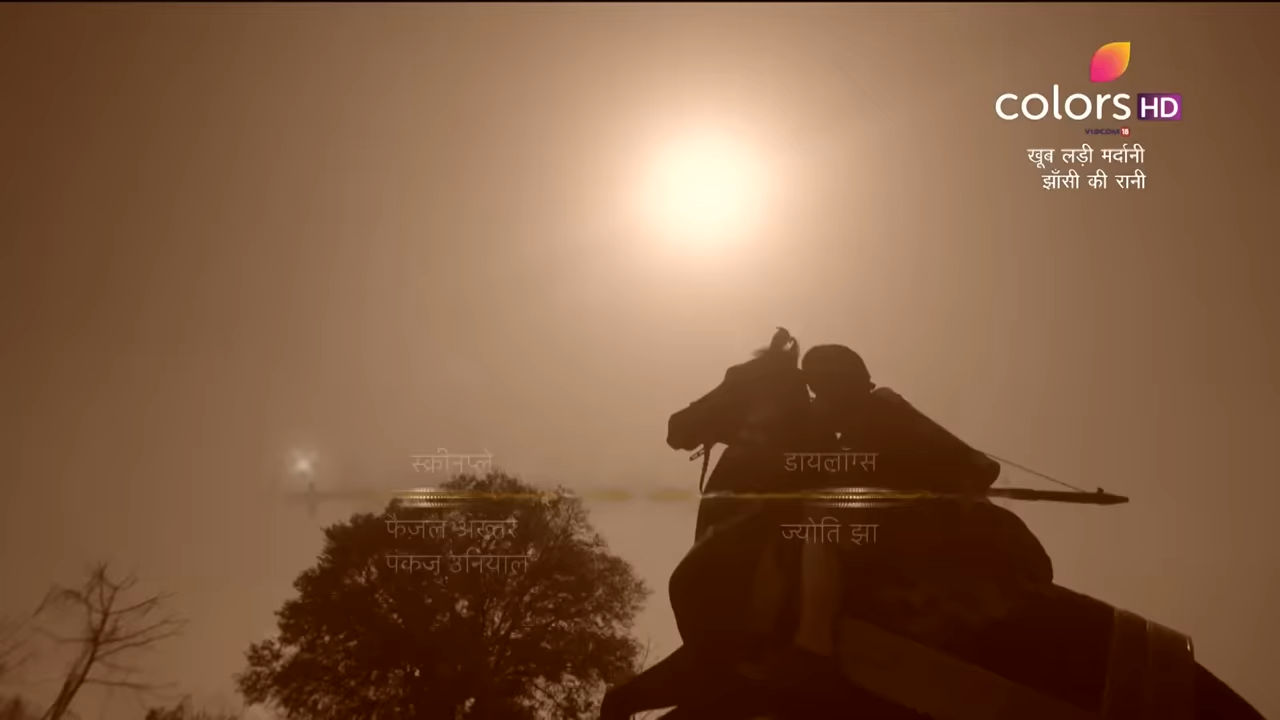 colors HD
VIACOM 18
खूब लड़ी मर्दानी
झाँसी की रानी
स्क्रीनप्ले
डायलॉग्स
फैज़ल अख़्तर
ज्योति झा
पंकज उनियाल